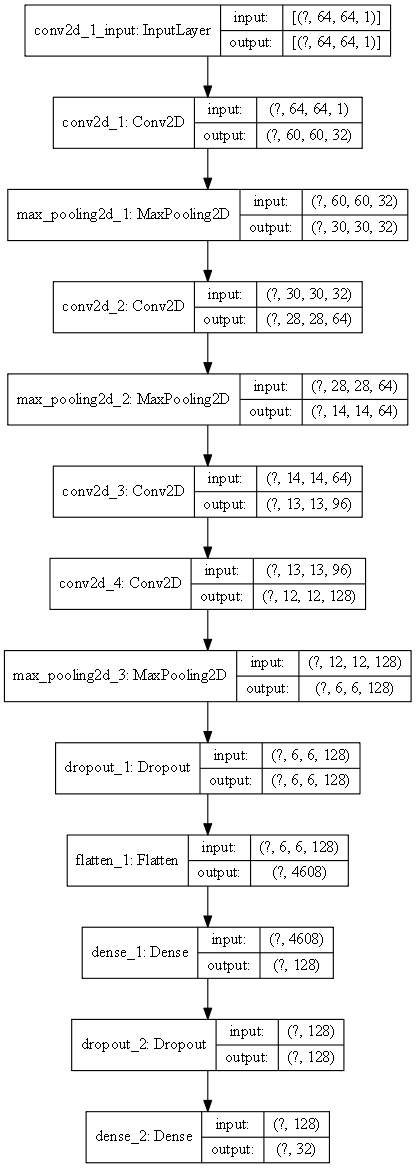 conv2d_1_input: InputLayer
input: [(?, 64, 64, 1)]
output: [(?, 64, 64, 1)]
conv2d_1: Conv2D
input: (?, 64, 64, 1)
output: (?, 60, 60, 32)
max_pooling2d_1: MaxPooling2D
input: (?, 60, 60, 32)
output: (?, 30, 30, 32)
conv2d_2: Conv2D
input: (?, 30, 30, 32)
output: (?, 28, 28, 64)
max_pooling2d_2: MaxPooling2D
input: (?, 28, 28, 64)
output: (?, 14, 14, 64)
conv2d_3: Conv2D
input: (?, 14, 14, 64)
output: (?, 13, 13, 96)
conv2d_4: Conv2D
input: (?, 13, 13, 96)
output: (?, 12, 12, 128)
max_pooling2d_3: MaxPooling2D
input: (?, 12, 12, 128)
output: (?, 6, 6, 128)
dropout_1: Dropout
input: (?, 6, 6, 128)
output: (?, 6, 6, 128)
flatten_1: Flatten
input: (?, 6, 6, 128)
output: (?, 4608)
dense_1: Dense
input: (?, 4608)
output: (?, 128)
dropout_2: Dropout
input: (?, 128)
output: (?, 128)
dense_2: Dense
input: (?, 128)
output: (?, 32)